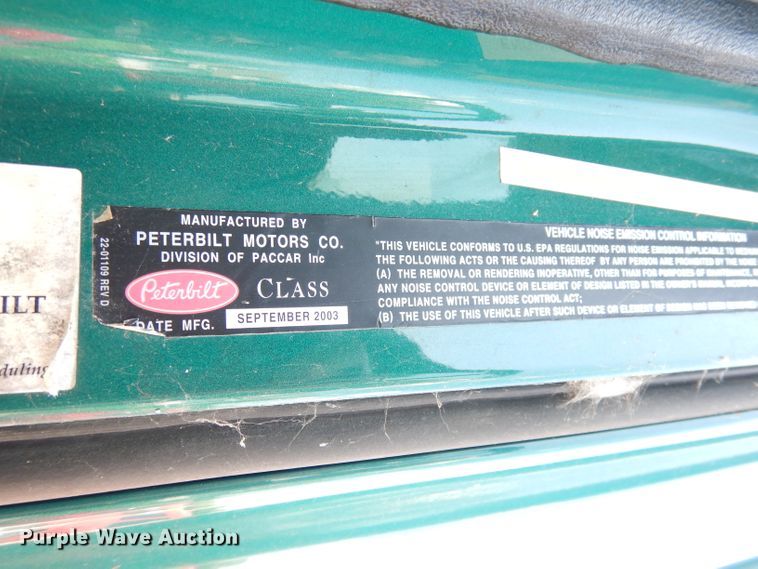 ILT
duling
22-01109 REV D
MANUFACTURED BY
PETERBILT MOTORS CO.
DIVISION OF PACCAR Inc
Peterbilt CLASS
DATE MFG. SEPTEMBER 2003
VEHICLE NOISE EMISSION CONTROL INFORMATION
"THIS VEHICLE CONFORMS TO U.S. EPA REGULATIONS FOR NOISE EMISSION APPLICABLE TO MEDIUM
THE FOLLOWING ACTS OR THE CAUSING THEREOF BY ANY PERSON ARE PROHIBITED BY THE
(A) THE REMOVAL OR RENDERING INOPERATIVE, OTHER THAN FOR PURPOSES OF MAINTENANCE,
ANY NOISE CONTROL DEVICE OR ELEMENT OF DESIGN LISTED IN THE OWNER'S MANUAL
COMPLIANCE WITH THE NOISE CONTROL ACT;
(B) THE USE OF THIS VEHICLE AFTER SUCH DEVICE OR ELEMENT OF DESIGN HAS BEEN
Purple Wave Auction